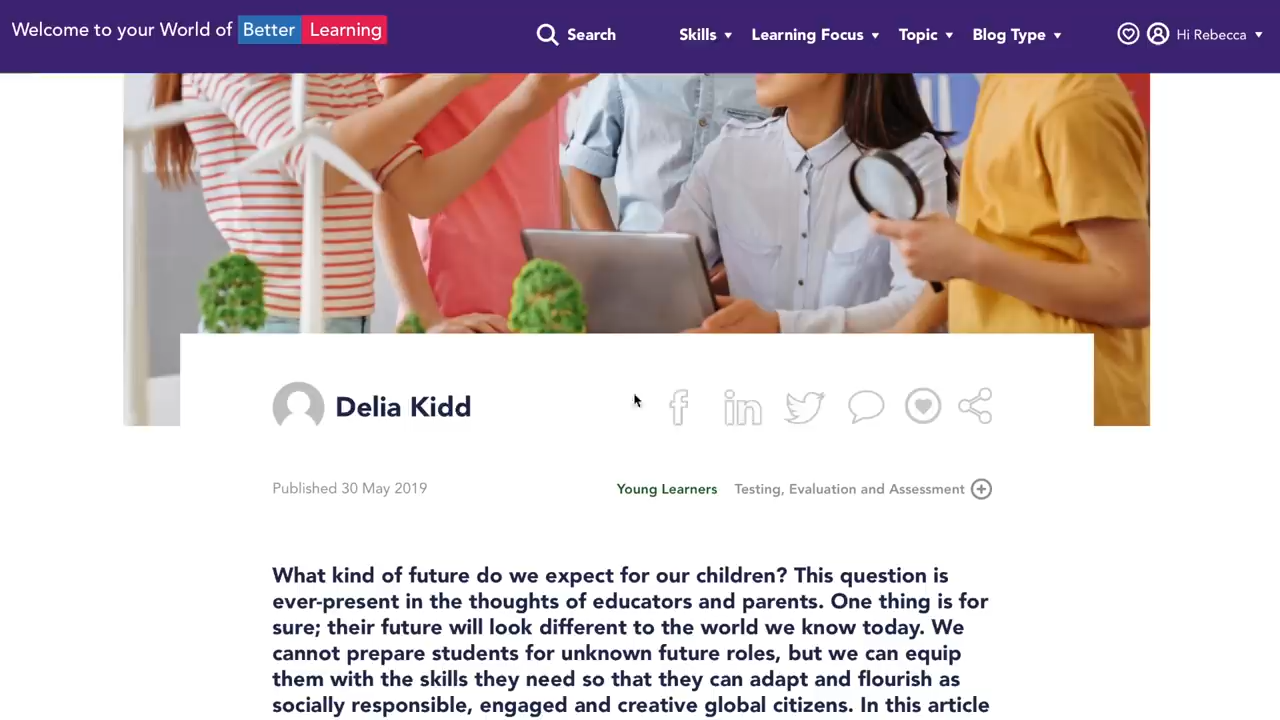 Welcome to your World of Better Learning
Search
Skills
Learning Focus
Topic
Blog Type
Hi Rebecca
Delia Kidd
Published 30 May 2019
Young Learners
Testing, Evaluation and Assessment
What kind of future do we expect for our children? This question is
ever-present in the thoughts of educators and parents. One thing is for
sure; their future will look different to the world we know today. We
cannot prepare students for unknown future roles, but we can equip
them with the skills they need so that they can adapt and flourish as
socially responsible, engaged and creative global citizens. In this article